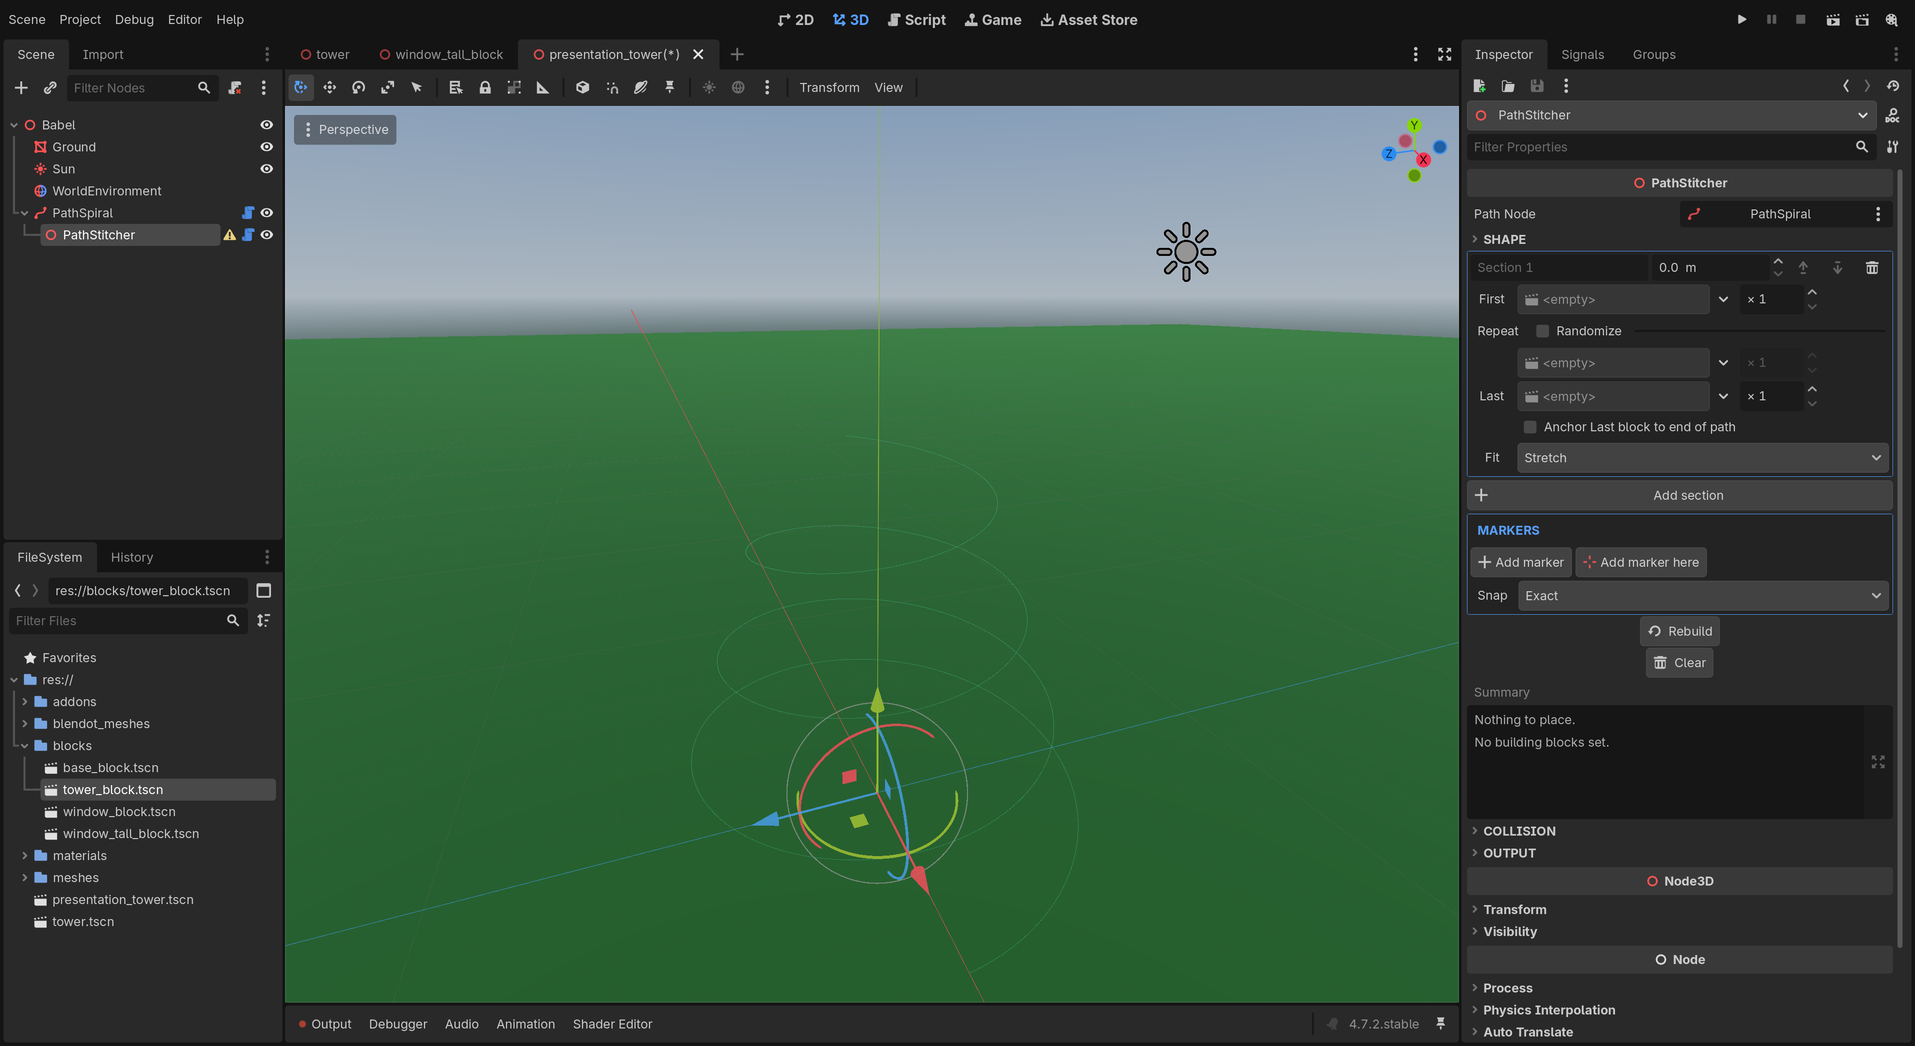 Scene Project Debug Editor Help
2D 3D Script Game Asset Store
Scene Import
Filter Nodes
Babel
Ground
Sun
WorldEnvironment
PathSpiral
PathStitcher
FileSystem History
res://blocks/tower_block.tscn
Filter Files
Favorites
res://
addons
blendot_meshes
blocks
base_block.tscn
tower_block.tscn
window_block.tscn
window_tall_block.tscn
materials
meshes
presentation_tower.tscn
tower.tscn
tower window_tall_block presentation_tower(*)
Transform View
Perspective
Y
Z
X
Output Debugger Audio Animation Shader Editor 4.7.2.stable
Inspector Signals Groups
PathStitcher
Filter Properties
PathStitcher
Path Node PathSpiral
SHAPE
Section 1 0.0 m
First <empty> × 1
Repeat Randomize
<empty> × 1
Last <empty> × 1
Anchor Last block to end of path
Fit Stretch
Add section
MARKERS
Add marker Add marker here
Snap Exact
Rebuild
Clear
Summary
Nothing to place.
No building blocks set.
COLLISION
OUTPUT
Node3D
Transform
Visibility
Node
Process
Physics Interpolation
Auto Translate